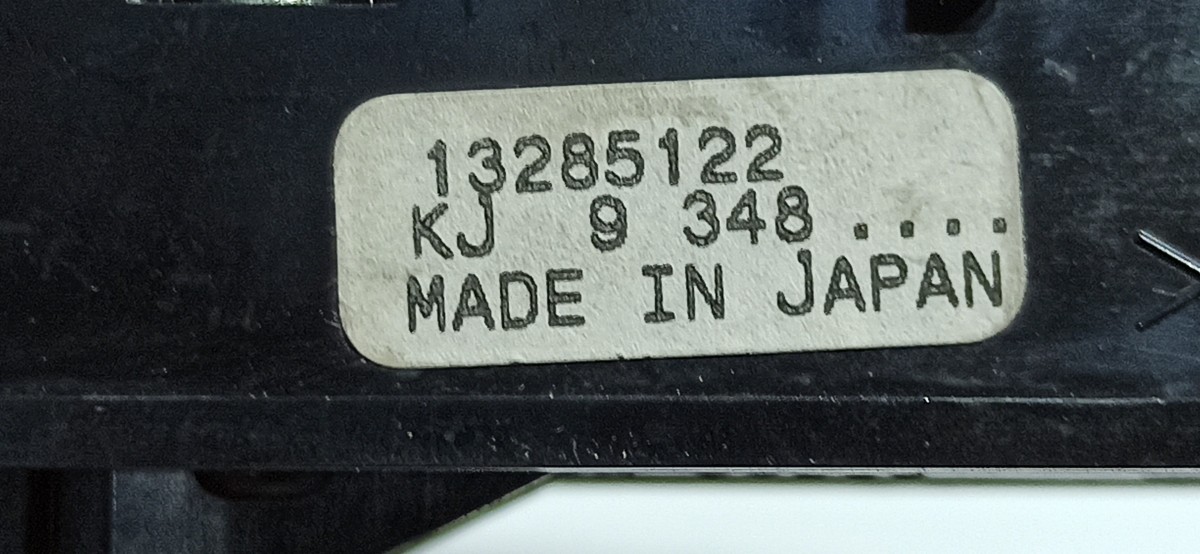 13285122
KJ 9 348 ....
MADE IN JAPAN